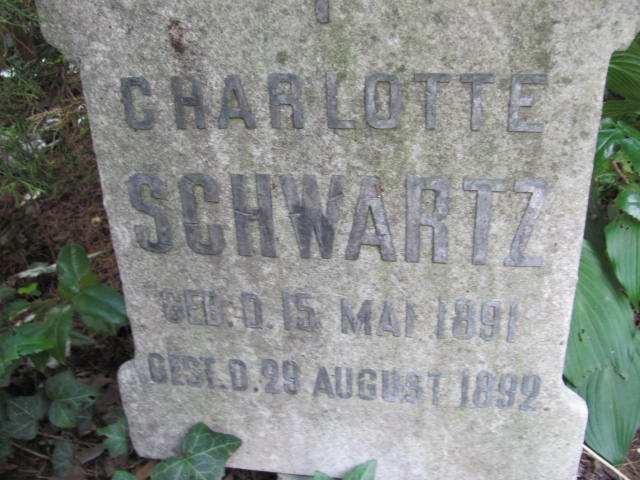 CHARLOTTE
SCHWARTZ
GEB. D. 15 MAI 1891
GEST. D. 29 AUGUST 1892.